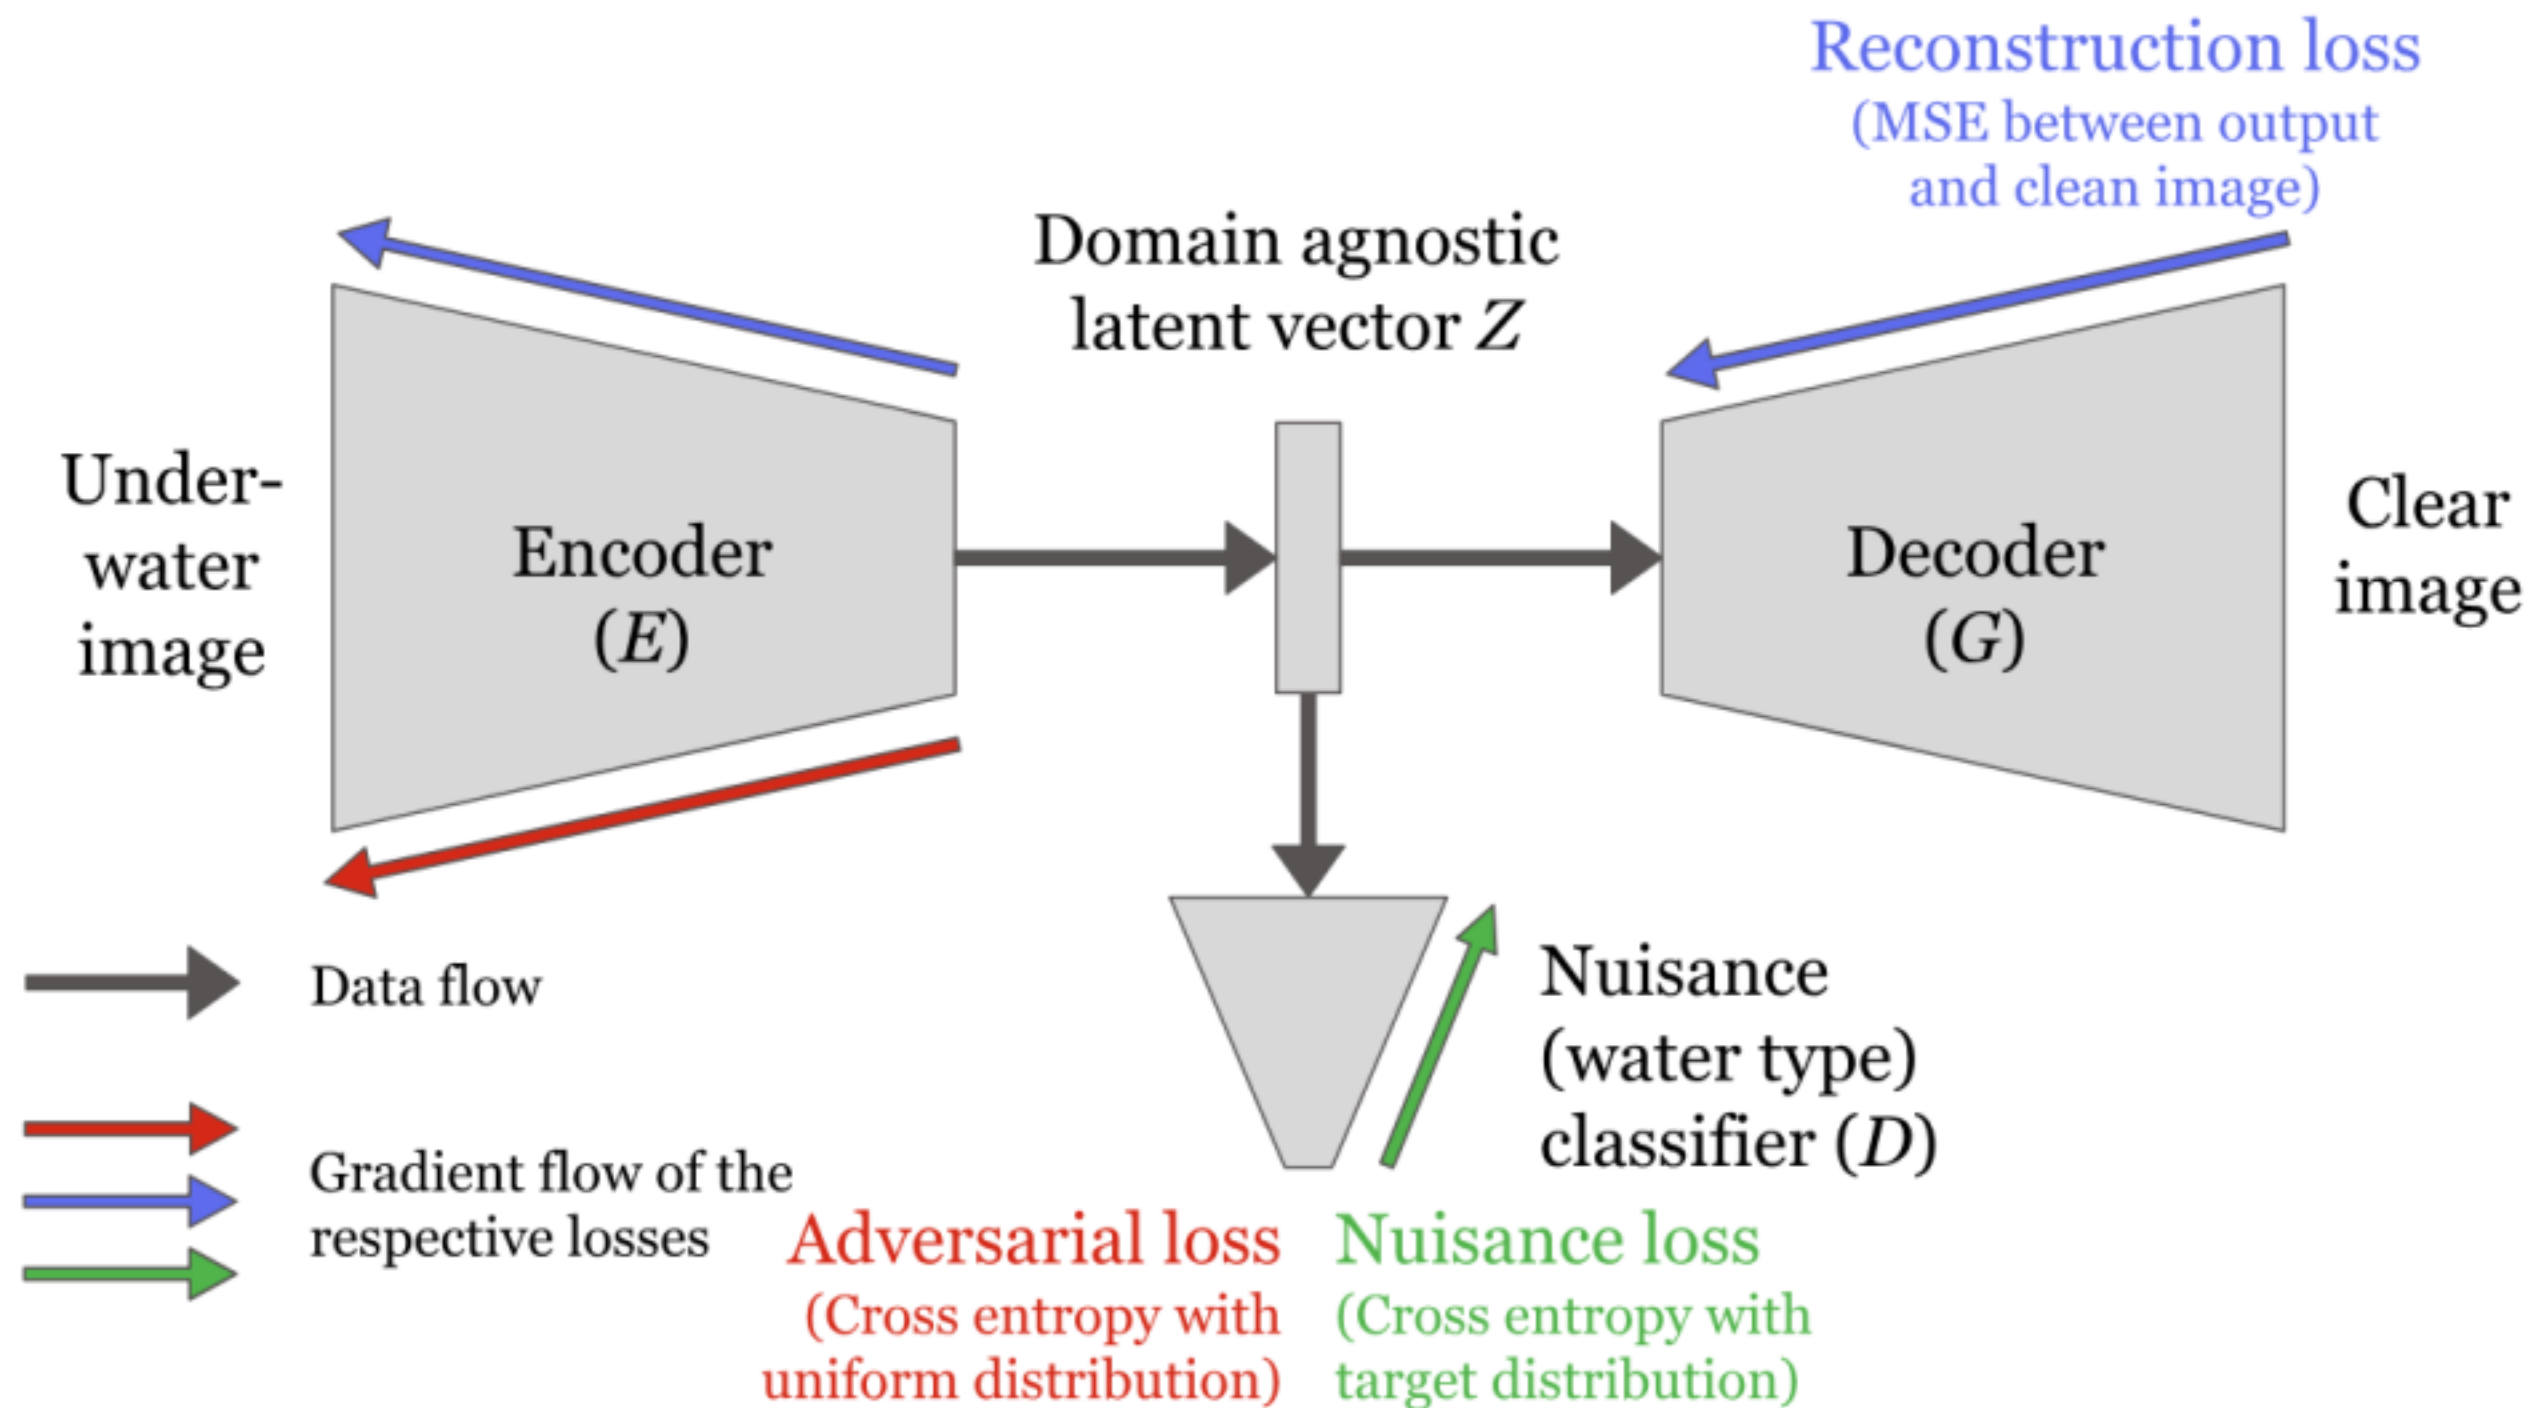 Reconstruction loss
(MSE between output
and clean image)
Domain agnostic
latent vector Z
Under-
water
image
Encoder
(E)
Decoder
(G)
Clear
image
Data flow
Gradient flow of the
respective losses
Nuisance
(water type)
classifier (D)
Adversarial loss
(Cross entropy with
uniform distribution)
Nuisance loss
(Cross entropy with
target distribution)